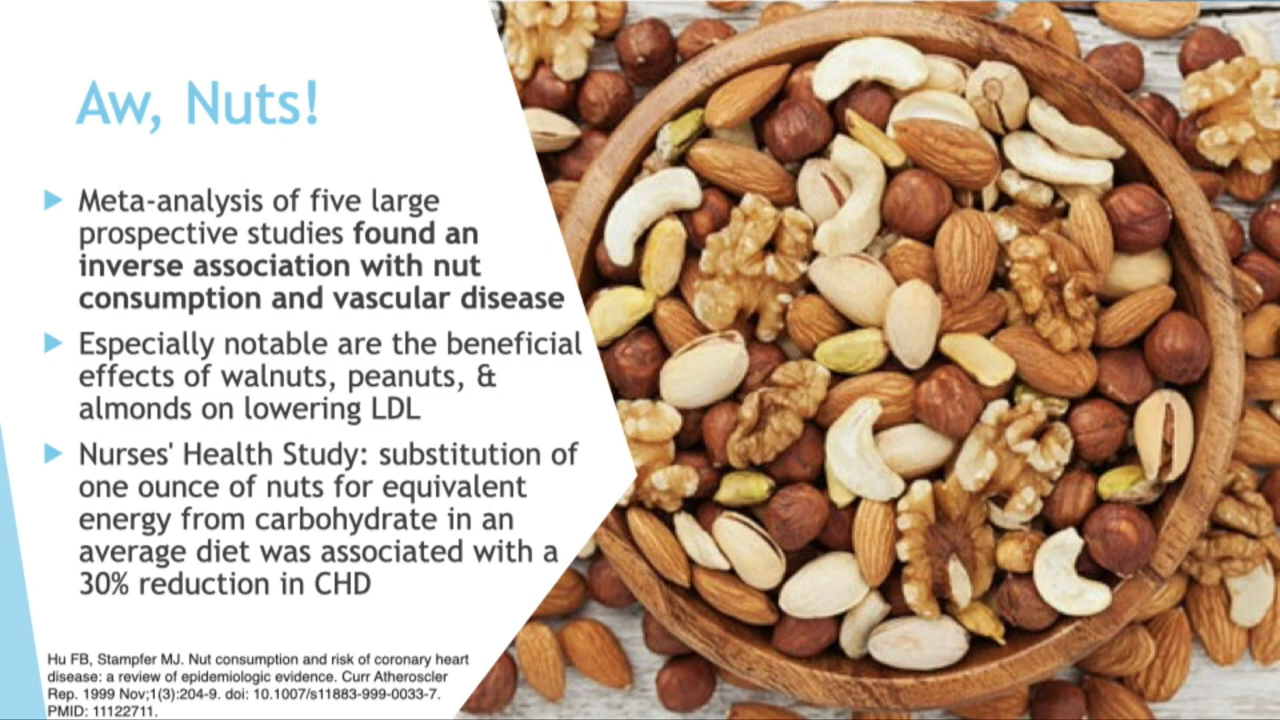 Aw, Nuts!
Meta-analysis of five large
prospective studies found an
inverse association with nut
consumption and vascular disease
Especially notable are the beneficial
effects of walnuts, peanuts, &
almonds on lowering LDL
Nurses' Health Study: substitution of
one ounce of nuts for equivalent
energy from carbohydrate in an
average diet was associated with a
30% reduction in CHD
Hu FB, Stampfer MJ. Nut consumption and risk of coronary heart
disease: a review of epidemiologic evidence. Curr Atheroscler
Rep. 1999 Nov;1(3):204-9. doi: 10.1007/s11883-999-0033-7.
PMID: 11122711.